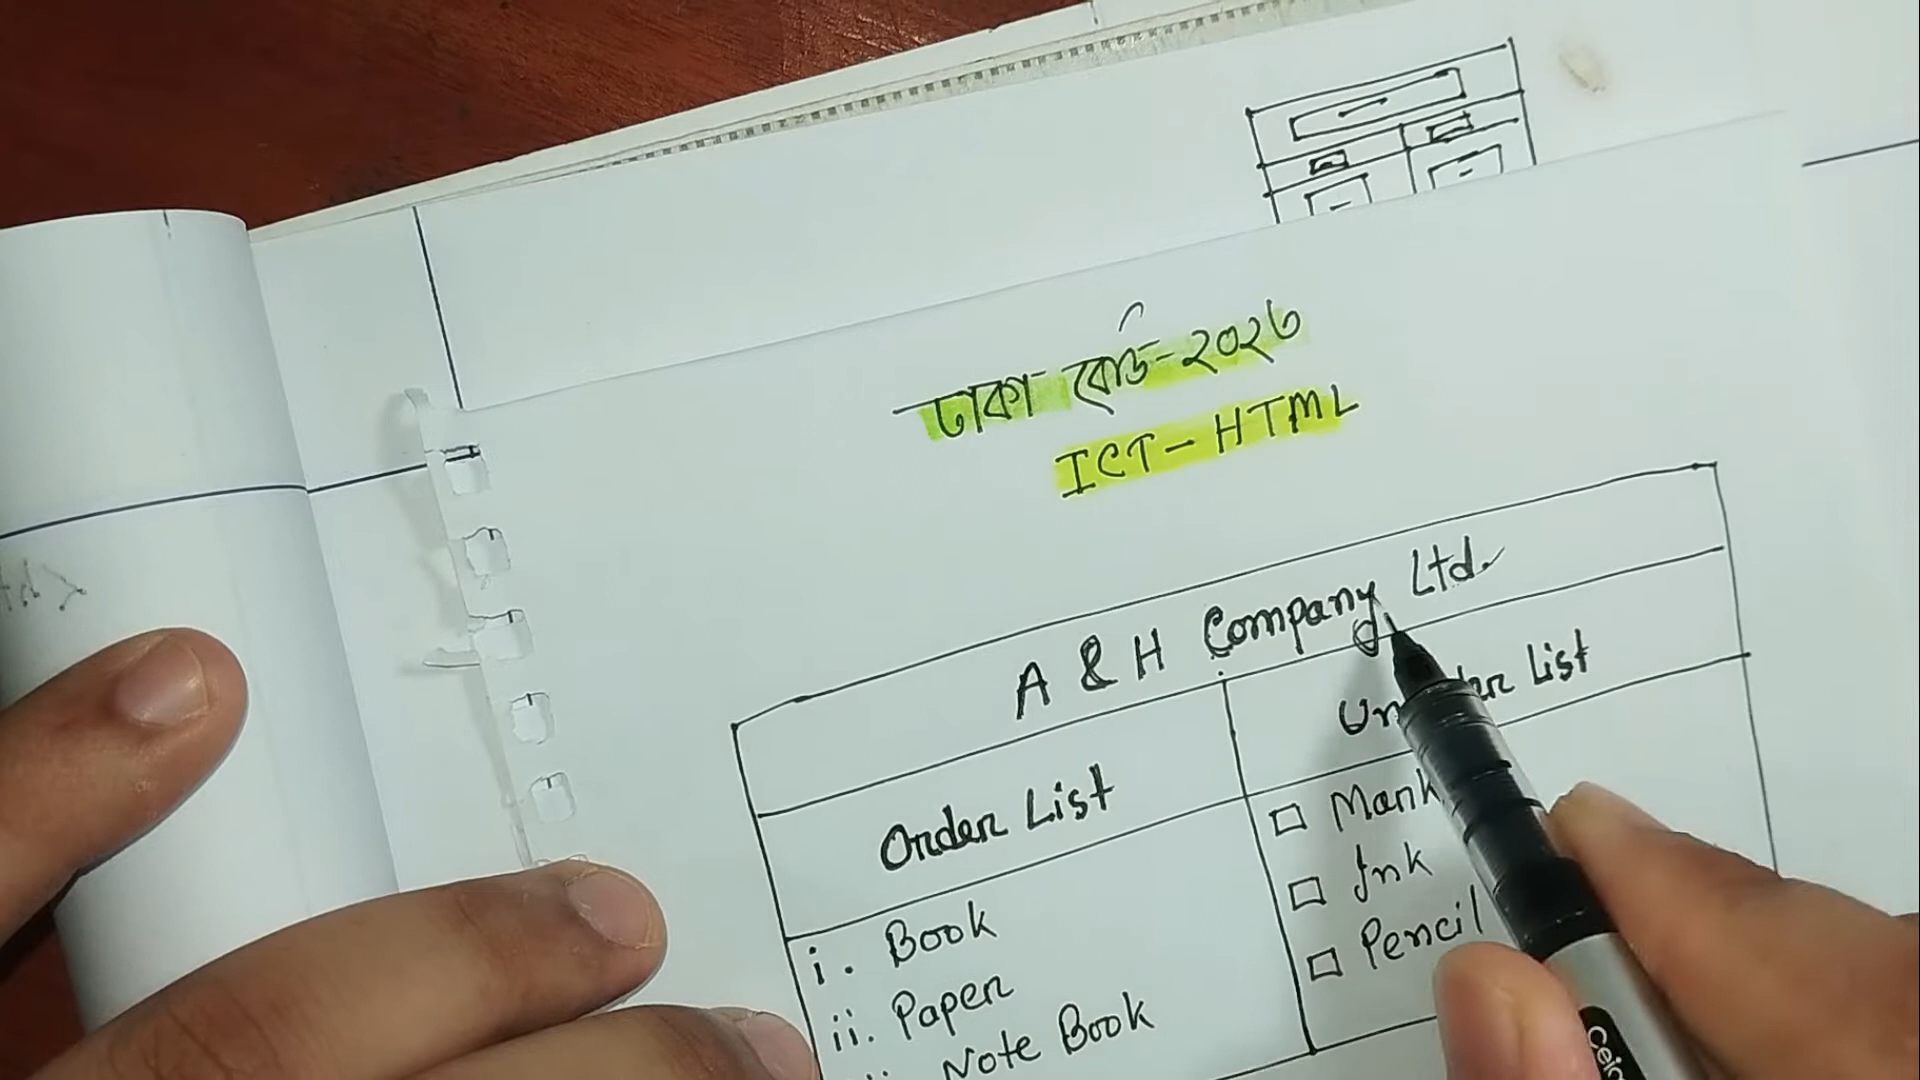 ঢাকা বোর্ড-২০২৬
ICT-HTML
A & H Company Ltd.
Order List
List
i. Book
ii. Paper
Note Book
Ink
Pencil